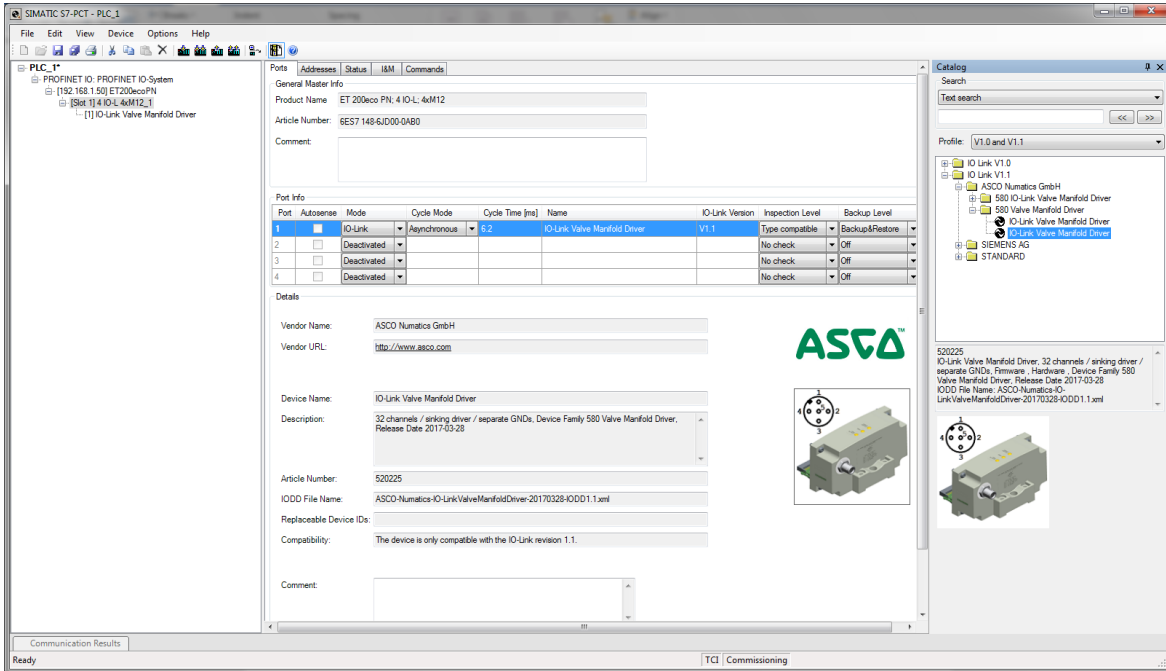 SIMATIC S7-PCT - PLC_1
File Edit View Device Options Help
PLC_1*
PROFINET IO: PROFINET IO-System
[192.168.1.50] ET200ecoPN
[Slot 1] 4 IO-L 4xM12_1
[1] IO-Link Valve Manifold Driver
Ports Addresses Status I&M Commands
General Master Info
Product Name ET 200eco PN; 4 IO-L; 4xM12
Article Number: 6ES7 148-6JD00-0AB0
Comment:
Port Info
Port Autosense Mode Cycle Mode Cycle Time [ms] Name IO-Link Version Inspection Level Backup Level
1 IO-Link Asynchronous 6.2 IO-Link Valve Manifold Driver V1.1 Type compatible Backup&Restore
2 Deactivated No check Off
3 Deactivated No check Off
4 Deactivated No check Off
Details
Vendor Name: ASCO Numatics GmbH
Vendor URL: http://www.asco.com
ASCO™
Device Name: IO-Link Valve Manifold Driver
Description: 32 channels / sinking driver / separate GNDs, Device Family 580 Valve Manifold Driver,
Release Date 2017-03-28
1
4 5 2
3
Article Number: 520225
IODD File Name: ASCO-Numatics-IO-LinkValveManifoldDriver-20170328-IODD1.1.xml
Replaceable Device IDs:
Compatibility: The device is only compatible with the IO-Link revision 1.1.
Comment:
Catalog
Search
Text search
<< >>
Profile: V1.0 and V1.1
IO Link V1.0
IO Link V1.1
ASCO Numatics GmbH
580 IO-Link Valve Manifold Driver
580 Valve Manifold Driver
IO-Link Valve Manifold Driver
IO-Link Valve Manifold Driver
SIEMENS AG
STANDARD
520225
IO-Link Valve Manifold Driver, 32 channels / sinking driver /
separate GNDs, Firmware , Hardware , Device Family 580
Valve Manifold Driver, Release Date 2017-03-28
IODD File Name: ASCO-Numatics-IO-
LinkValveManifoldDriver-20170328-IODD1.1.xml
1
4 5 2
3
Communication Results
Ready TCI Commissioning